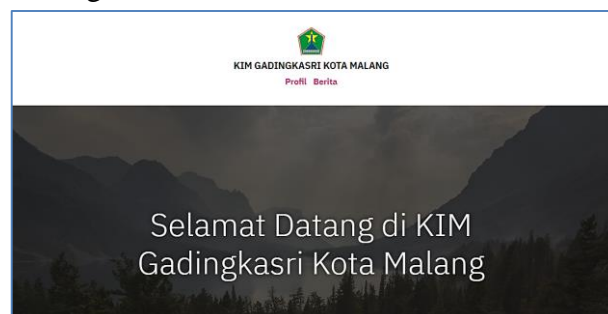 KIM GADINGKASRI KOTA MALANG
Profil Berita
Selamat Datang di KIM
Gadingkasri Kota Malang